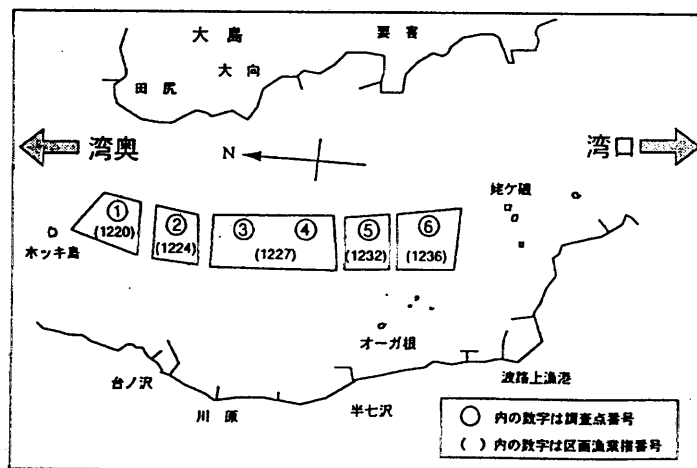 大島
要害
大向
田尻
湾奥
N
湾口
姥ケ磯
① ② ③ ④ ⑤ ⑥
(1220) (1224) (1227) (1232) (1236)
ホッキ島
オーガ根
台ノ沢
川原
半七沢
波路上漁港
○ 内の数字は調査点番号
( ) 内の数字は区画漁業権番号